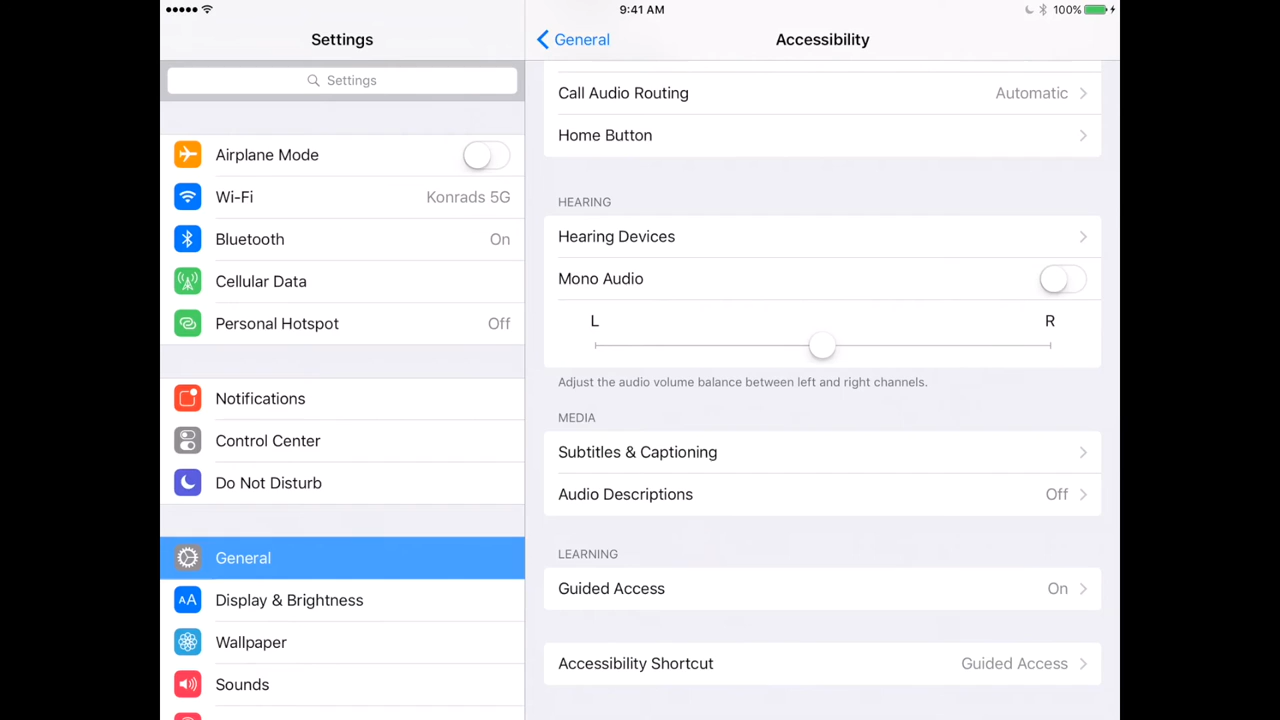 9:41 AM
100%
Settings
Settings
Airplane Mode
Wi-Fi Konrads 5G
Bluetooth On
Cellular Data
Personal Hotspot Off
Notifications
Control Center
Do Not Disturb
General
AA Display & Brightness
Wallpaper
Sounds
General
Accessibility
Call Audio Routing Automatic
Home Button
HEARING
Hearing Devices
Mono Audio
L R
Adjust the audio volume balance between left and right channels.
MEDIA
Subtitles & Captioning
Audio Descriptions Off
LEARNING
Guided Access On
Accessibility Shortcut Guided Access